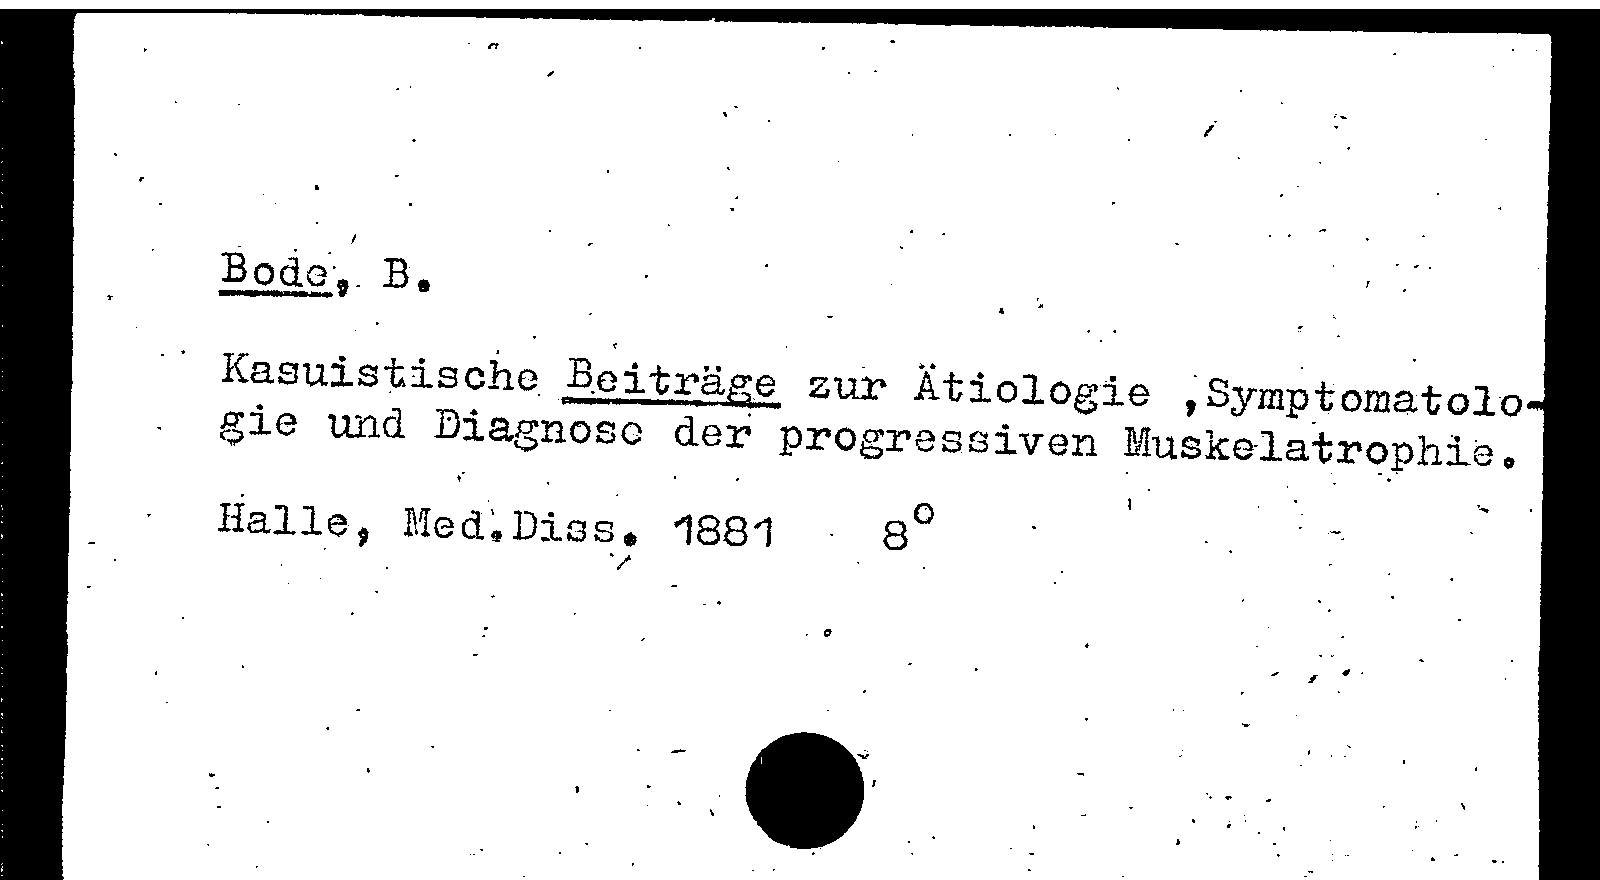 Bode, B.
Kasuistische Beiträge zur Ätiologie ,Symptomatolo-
gie und Diagnose der progressiven Muskelatrophie.
Halle, Med.Diss. 1881 8°